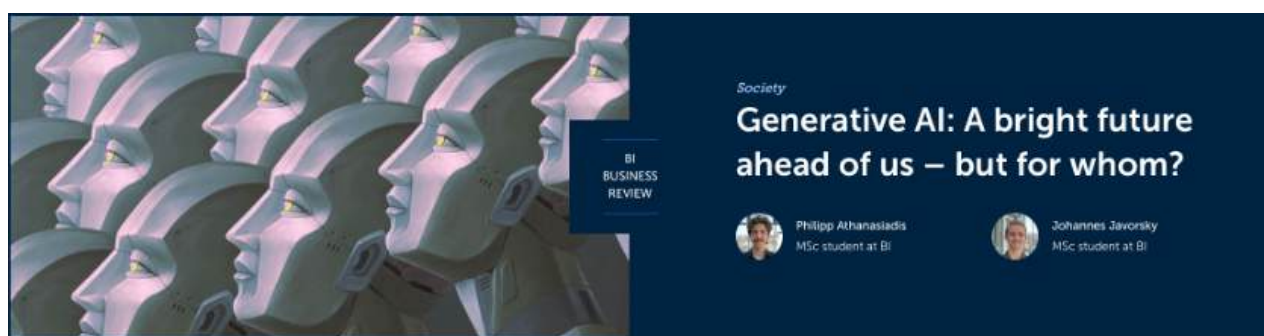 BI
BUSINESS
REVIEW
Society
Generative AI: A bright future
ahead of us – but for whom?
Philipp Athanasiadis
MSc student at BI
Johannes Javorsky
MSc student at BI